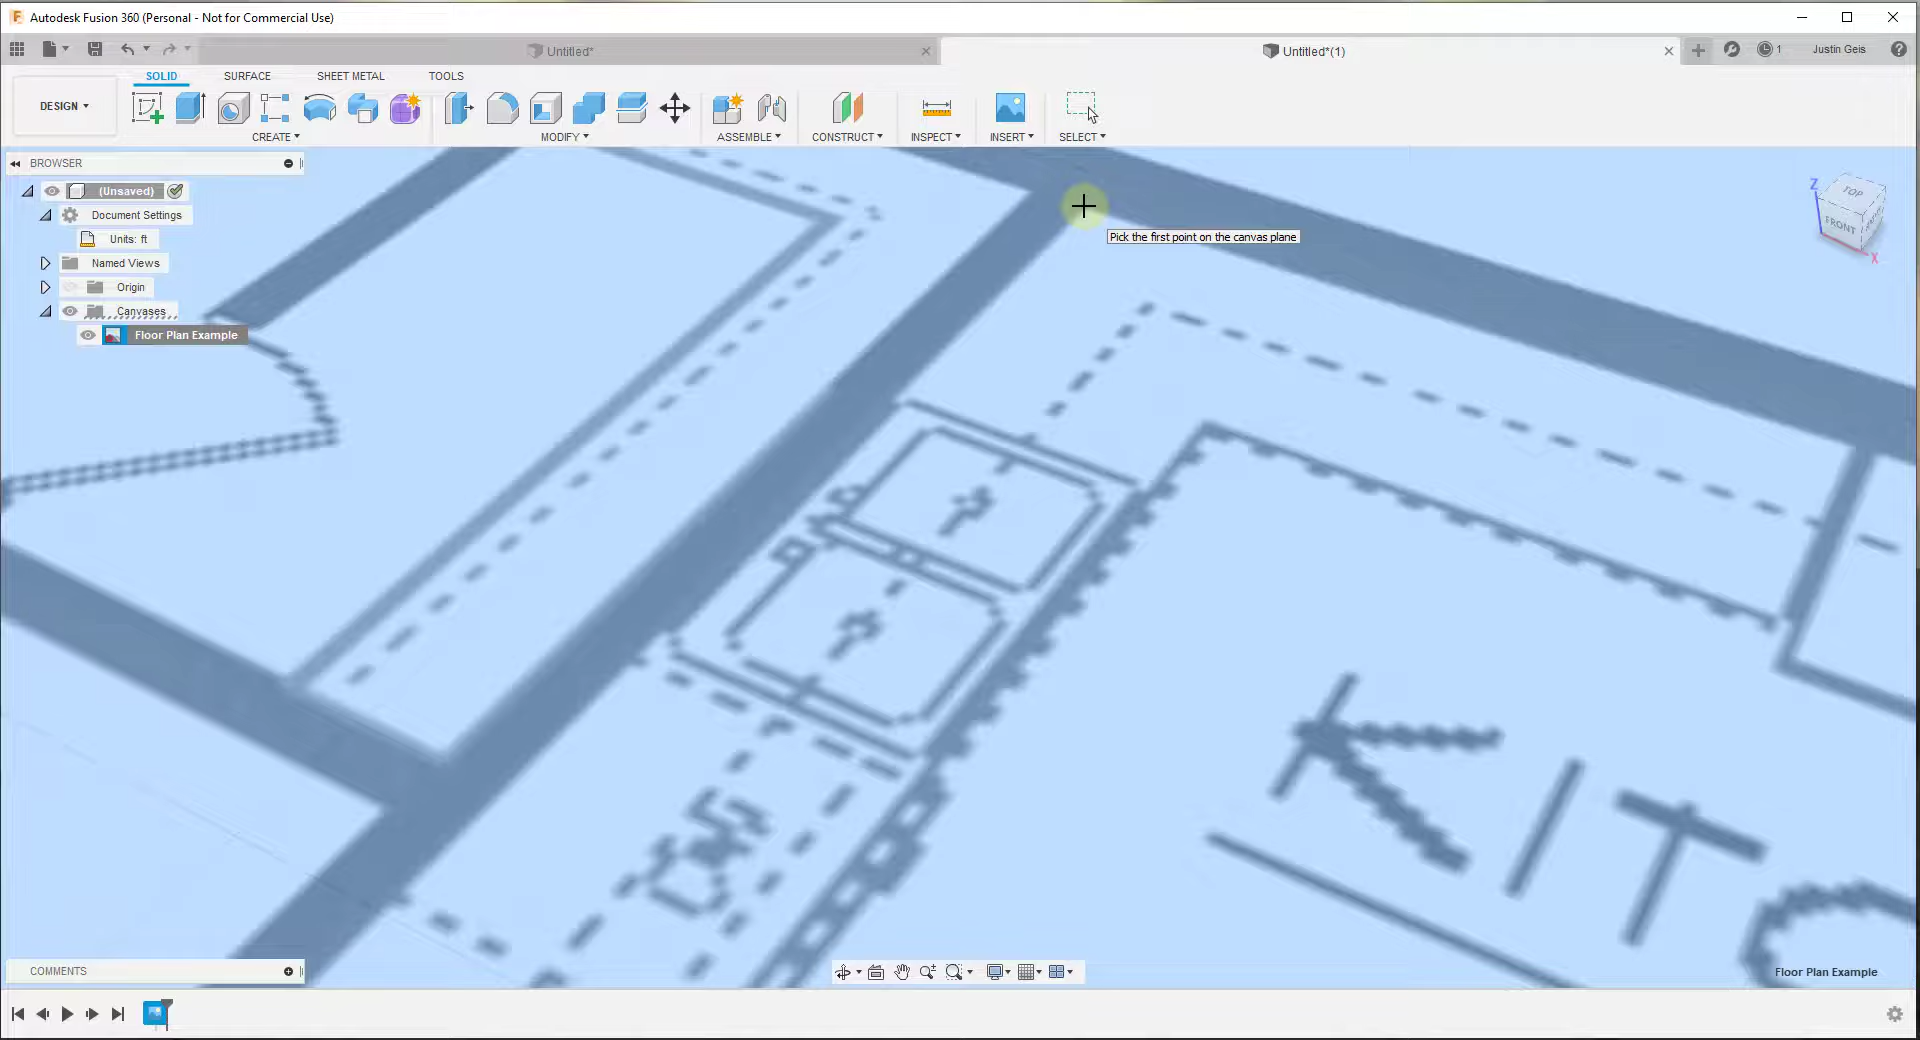 Autodesk Fusion 360 (Personal - Not for Commercial Use)
Untitled*
Untitled*(1)
1
Justin Geis
DESIGN
SOLID
SURFACE
SHEET METAL
TOOLS
CREATE
MODIFY
ASSEMBLE
CONSTRUCT
INSPECT
INSERT
SELECT
BROWSER
(Unsaved)
Document Settings
Units: ft
Named Views
Origin
Canvases
Floor Plan Example
Pick the first point on the canvas plane
Z
TOP
FRONT
X
KIT
COMMENTS
Floor Plan Example